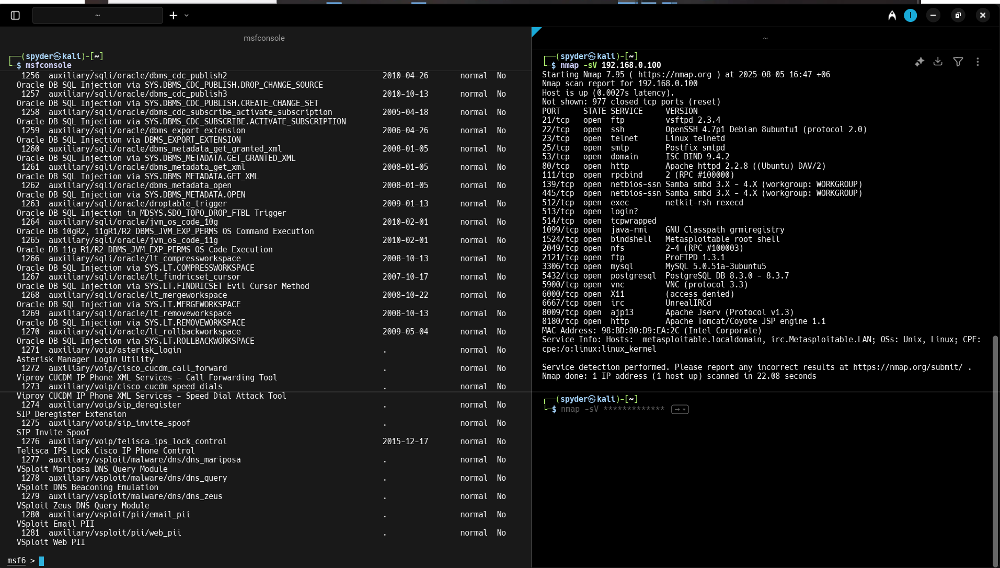 ~
I
msfconsole
┌──(spyder㉿kali)-[~]
└─$ msfconsole
1256  auxiliary/sqli/oracle/dbms_cdc_publish2  2010-04-26  normal  No
Oracle DB SQL Injection via SYS.DBMS_CDC_PUBLISH.DROP_CHANGE_SOURCE
1257  auxiliary/sqli/oracle/dbms_cdc_publish3  2010-10-13  normal  No
Oracle DB SQL Injection via SYS.DBMS_CDC_PUBLISH.CREATE_CHANGE_SET
1258  auxiliary/sqli/oracle/dbms_cdc_subscribe_activate_subscription  2005-04-18  normal  No
Oracle DB SQL Injection via SYS.DBMS_CDC_SUBSCRIBE.ACTIVATE_SUBSCRIPTION
1259  auxiliary/sqli/oracle/dbms_export_extension  2006-04-26  normal  No
Oracle DB SQL Injection via DBMS_EXPORT_EXTENSION
1260  auxiliary/sqli/oracle/dbms_metadata_get_granted_xml  2008-01-05  normal  No
Oracle DB SQL Injection via SYS.DBMS_METADATA.GET_GRANTED_XML
1261  auxiliary/sqli/oracle/dbms_metadata_get_xml  2008-01-05  normal  No
Oracle DB SQL Injection via SYS.DBMS_METADATA.GET_XML
1262  auxiliary/sqli/oracle/dbms_metadata_open  2008-01-05  normal  No
Oracle DB SQL Injection via SYS.DBMS_METADATA.OPEN
1263  auxiliary/sqli/oracle/droptable_trigger  2009-01-13  normal  No
Oracle DB SQL Injection in MDSYS.SDO_TOPO_DROP_FTBL Trigger
1264  auxiliary/sqli/oracle/jvm_os_code_10g  2010-02-01  normal  No
Oracle DB 10gR2, 11gR1/R2 DBMS_JVM_EXP_PERMS OS Command Execution
1265  auxiliary/sqli/oracle/jvm_os_code_11g  2010-02-01  normal  No
Oracle DB 11g R1/R2 DBMS_JVM_EXP_PERMS OS Code Execution
1266  auxiliary/sqli/oracle/lt_compressworkspace  2008-10-13  normal  No
Oracle DB SQL Injection via SYS.LT.COMPRESSWORKSPACE
1267  auxiliary/sqli/oracle/lt_findricset_cursor  2007-10-17  normal  No
Oracle DB SQL Injection via SYS.LT.FINDRICSET Evil Cursor Method
1268  auxiliary/sqli/oracle/lt_mergeworkspace  2008-10-22  normal  No
Oracle DB SQL Injection via SYS.LT.MERGEWORKSPACE
1269  auxiliary/sqli/oracle/lt_removeworkspace  2008-10-13  normal  No
Oracle DB SQL Injection via SYS.LT.REMOVEWORKSPACE
1270  auxiliary/sqli/oracle/lt_rollbackworkspace  2009-05-04  normal  No
Oracle DB SQL Injection via SYS.LT.ROLLBACKWORKSPACE
1271  auxiliary/voip/asterisk_login  .  normal  No
Asterisk Manager Login Utility
1272  auxiliary/voip/cisco_cucdm_call_forward  .  normal  No
Viproy CUCDM IP Phone XML Services - Call Forwarding Tool
1273  auxiliary/voip/cisco_cucdm_speed_dials  .  normal  No
Viproy CUCDM IP Phone XML Services - Speed Dial Attack Tool
1274  auxiliary/voip/sip_deregister  .  normal  No
SIP Deregister Extension
1275  auxiliary/voip/sip_invite_spoof  .  normal  No
SIP Invite Spoof
1276  auxiliary/voip/telisca_ips_lock_control  2015-12-17  normal  No
Telisca IPS Lock Cisco IP Phone Control
1277  auxiliary/vsploit/malware/dns/dns_mariposa  .  normal  No
VSploit Mariposa DNS Query Module
1278  auxiliary/vsploit/malware/dns/dns_query  .  normal  No
VSploit DNS Beaconing Emulation
1279  auxiliary/vsploit/malware/dns/dns_zeus  .  normal  No
VSploit Zeus DNS Query Module
1280  auxiliary/vsploit/pii/email_pii  .  normal  No
VSploit Email PII
1281  auxiliary/vsploit/pii/web_pii  .  normal  No
VSploit Web PII
msf6 >
~
┌──(spyder㉿kali)-[~]
└─$ nmap -sV 192.168.0.100
Starting Nmap 7.95 ( https://nmap.org ) at 2025-08-05 16:47 +06
Nmap scan report for 192.168.0.100
Host is up (0.0027s latency).
Not shown: 977 closed tcp ports (reset)
PORT     STATE SERVICE     VERSION
21/tcp   open  ftp         vsftpd 2.3.4
22/tcp   open  ssh         OpenSSH 4.7p1 Debian 8ubuntu1 (protocol 2.0)
23/tcp   open  telnet      Linux telnetd
25/tcp   open  smtp        Postfix smtpd
53/tcp   open  domain      ISC BIND 9.4.2
80/tcp   open  http        Apache httpd 2.2.8 ((Ubuntu) DAV/2)
111/tcp  open  rpcbind     2 (RPC #100000)
139/tcp  open  netbios-ssn Samba smbd 3.X - 4.X (workgroup: WORKGROUP)
445/tcp  open  netbios-ssn Samba smbd 3.X - 4.X (workgroup: WORKGROUP)
512/tcp  open  exec        netkit-rsh rexecd
513/tcp  open  login?
514/tcp  open  tcpwrapped
1099/tcp open  java-rmi    GNU Classpath grmiregistry
1524/tcp open  bindshell   Metasploitable root shell
2049/tcp open  nfs         2-4 (RPC #100003)
2121/tcp open  ftp         ProFTPD 1.3.1
3306/tcp open  mysql       MySQL 5.0.51a-3ubuntu5
5432/tcp open  postgresql  PostgreSQL DB 8.3.0 - 8.3.7
5900/tcp open  vnc         VNC (protocol 3.3)
6000/tcp open  X11         (access denied)
6667/tcp open  irc         UnrealIRCd
8009/tcp open  ajp13       Apache Jserv (Protocol v1.3)
8180/tcp open  http        Apache Tomcat/Coyote JSP engine 1.1
MAC Address: 98:BD:80:D9:EA:2C (Intel Corporate)
Service Info: Hosts:  metasploitable.localdomain, irc.Metasploitable.LAN; OSs: Unix, Linux; CPE:
cpe:/o:linux:linux_kernel
Service detection performed. Please report any incorrect results at https://nmap.org/submit/ .
Nmap done: 1 IP address (1 host up) scanned in 22.08 seconds
┌──(spyder㉿kali)-[~]
└─$ nmap -sV *************